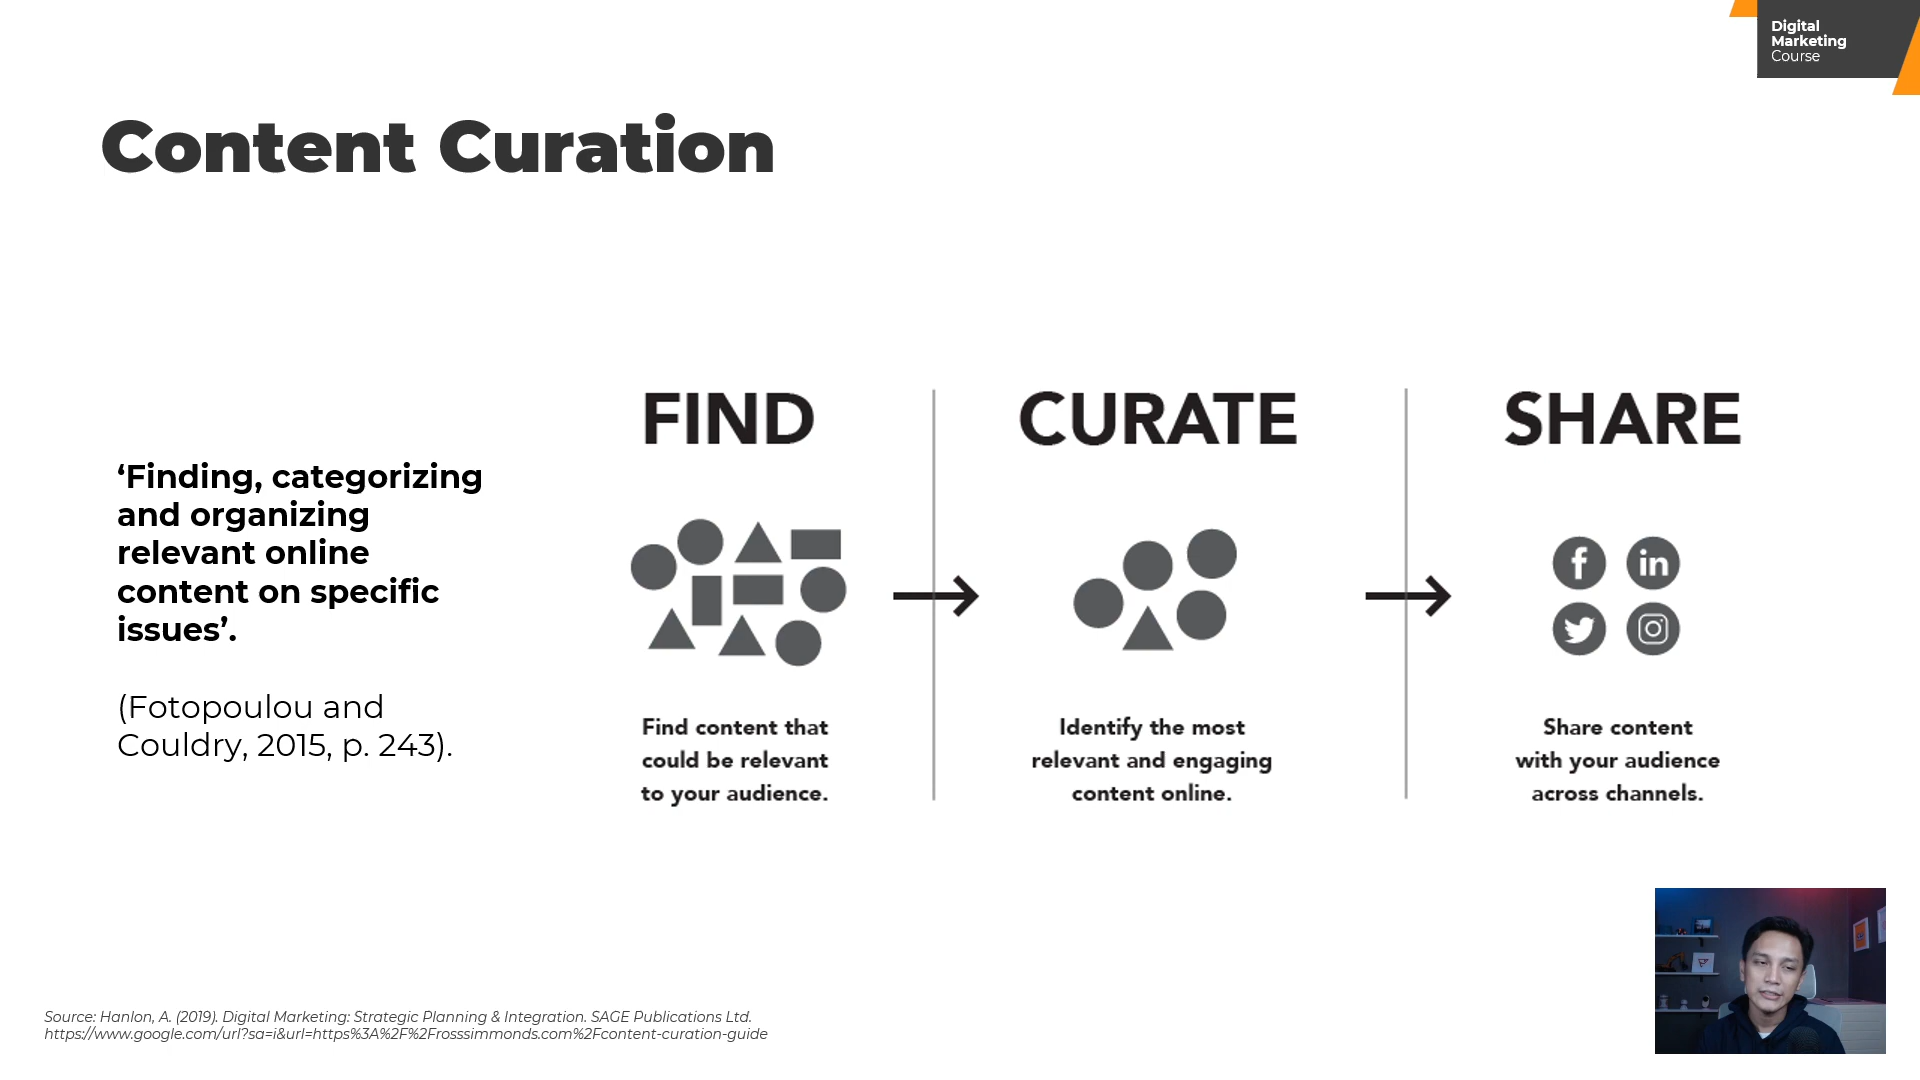 Digital
Marketing
Course
Content Curation
‘Finding, categorizing
and organizing
relevant online
content on specific
issues’.
(Fotopoulou and
Couldry, 2015, p. 243).
FIND
Find content that
could be relevant
to your audience.
CURATE
Identify the most
relevant and engaging
content online.
SHARE
f
in
Share content
with your audience
across channels.
Source: Hanlon, A. (2019). Digital Marketing: Strategic Planning & Integration. SAGE Publications Ltd.
https://www.google.com/url?sa=i&url=https%3A%2F%2Frosssimmonds.com%2Fcontent-curation-guide